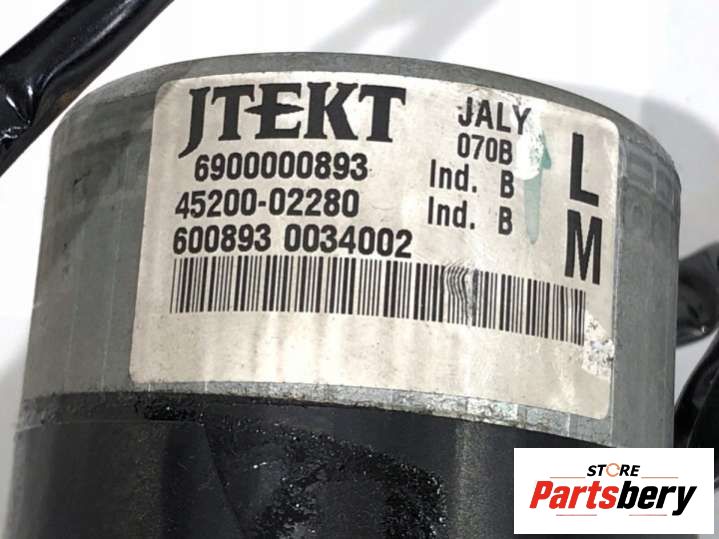 JTEKT JALY L
6900000893 070B
Ind. B
45200-02280 Ind. B M
600893 0034002
STORE
Partsbery